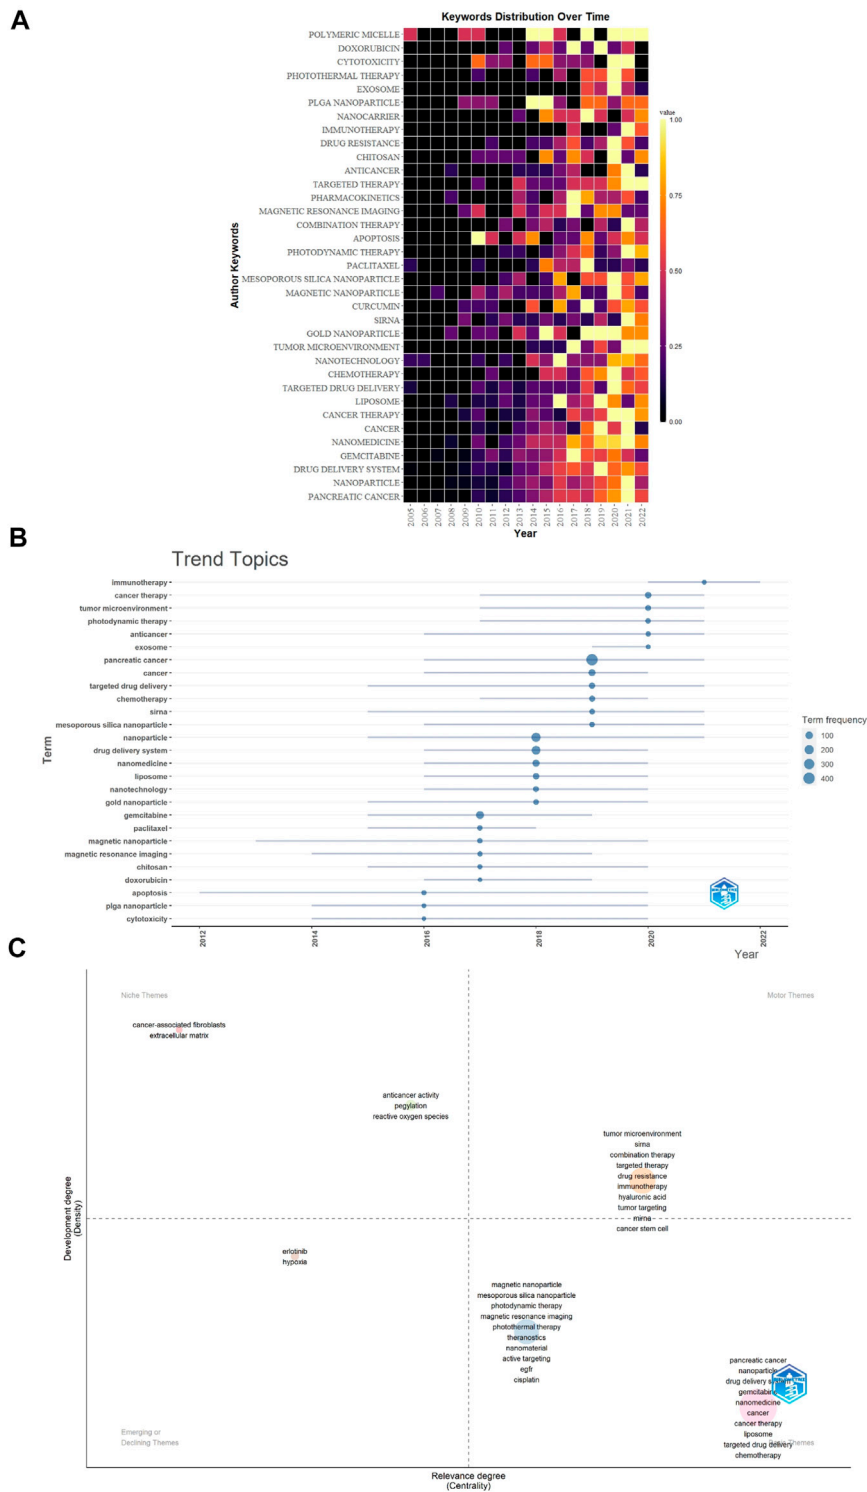 A
Keywords Distribution Over Time
POLYMERIC MICELLE
DOXORUBICIN
CYTOTOXICITY
PHOTOTHERMAL THERAPY
EXOSOME
PLGA NANOPARTICLE
NANOCARRIER
IMMUNOTHERAPY
DRUG RESISTANCE
CHITOSAN
ANTICANCER
TARGETED THERAPY
PHARMACOKINETICS
MAGNETIC RESONANCE IMAGING
COMBINATION THERAPY
APOPTOSIS
PHOTODYNAMIC THERAPY
PACLITAXEL
MESOPOROUS SILICA NANOPARTICLE
MAGNETIC NANOPARTICLE
CURCUMIN
SIRNA
GOLD NANOPARTICLE
TUMOR MICROENVIRONMENT
NANOTECHNOLOGY
CHEMOTHERAPY
TARGETED DRUG DELIVERY
LIPOSOME
CANCER THERAPY
CANCER
NANOMEDICINE
GEMCITABINE
DRUG DELIVERY SYSTEM
NANOPARTICLE
PANCREATIC CANCER
Author Keywords
2005 2006 2007 2008 2009 2010 2011 2012 2013 2014 2015 2016 2017 2018 2019 2020 2021 2022
Year
value
1.00
0.75
0.50
0.25
0.00
B
Trend Topics
immunotherapy
cancer therapy
tumor microenvironment
photodynamic therapy
anticancer
exosome
pancreatic cancer
cancer
targeted drug delivery
chemotherapy
sirna
mesoporous silica nanoparticle
nanoparticle
drug delivery system
nanomedicine
liposome
nanotechnology
gold nanoparticle
gemcitabine
paclitaxel
magnetic nanoparticle
magnetic resonance imaging
chitosan
doxorubicin
apoptosis
plga nanoparticle
cytotoxicity
Term
2012 2014 2016 2018 2020 2022
Year
Term frequency
100
200
300
400
C
Niche Themes
Motor Themes
cancer-associated fibroblasts
extracellular matrix
anticancer activity
pegylation
reactive oxygen species
tumor microenvironment
sirna
combination therapy
targeted therapy
drug resistance
immunotherapy
hyaluronic acid
tumor targeting
mirna
cancer stem cell
Development degree
(Density)
erlotinib
hypoxia
magnetic nanoparticle
mesoporous silica nanoparticle
photodynamic therapy
magnetic resonance imaging
photothermal therapy
theranostics
nanomaterial
active targeting
egfr
cisplatin
pancreatic cancer
nanoparticle
drug delivery system
gemcitabine
nanomedicine
cancer
cancer therapy
liposome
targeted drug delivery
chemotherapy
Emerging or
Declining Themes
Themes
Relevance degree
(Centrality)